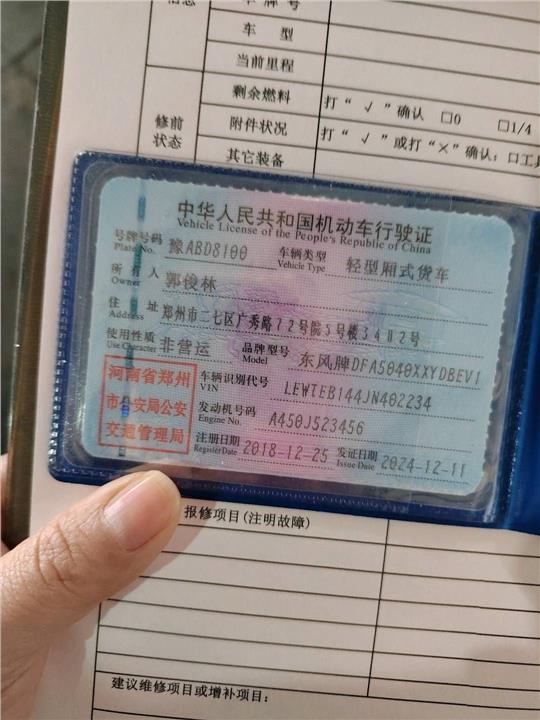 车牌号
车 型
当前里程
剩余燃料 打“ √ ”确认 □0 □1/4
修前状态
附件状况 打“ √ ”或打“×”确认：□工具
其它装备
中华人民共和国机动车行驶证
Vehicle License of the People's Republic of China
号牌号码 Plate No. 豫ABD8100 车辆类型 Vehicle Type 轻型厢式货车
所有人 Owner 郭俊林
住址 Address 郑州市二七区广秀路72号院5号楼3402号
使用性质 Use Character 非营运 品牌型号 Model 东风牌DFA5040XXYDBEV1
车辆识别代号 VIN LEWTEB144JN402234
发动机号码 Engine No. A450J523456
注册日期 Register Date 2018-12-25 发证日期 Issue Date 2024-12-11
河南省郑州
市公安局公安
交通管理局
报修项目(注明故障)
建议维修项目或增补项目：